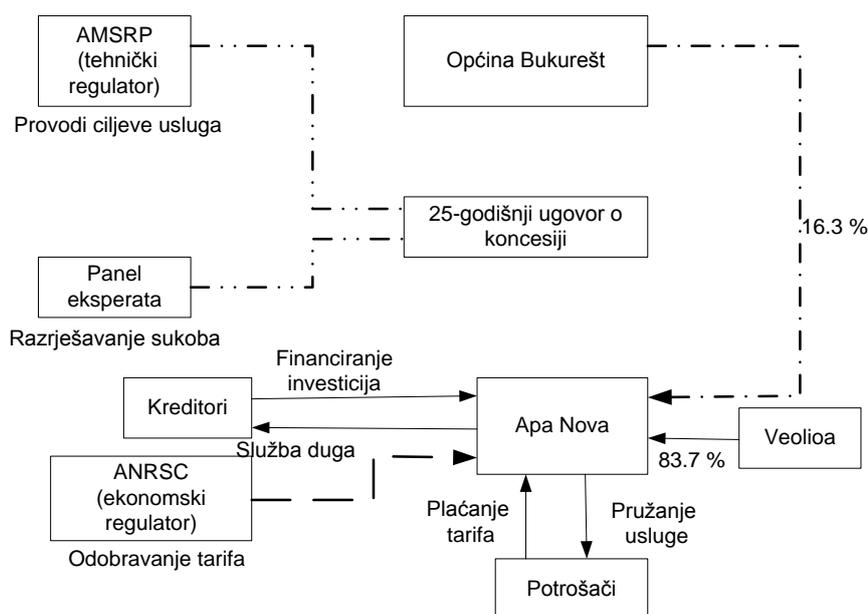 AMSRP
(tehnički
regulator)
Provodi ciljeve usluga
Općina Bukurešt
25-godišnji ugovor o
koncesiji
16.3 %
Panel
eksperata
Razrješavanje sukoba
Financiranje
investicija
Kreditori
Služba duga
Apa Nova
Veolioa
83.7 %
ANRSC
(ekonomski
regulator)
Odobravanje tarifa
Plaćanje
tarifa
Pružanje
usluge
Potrošači